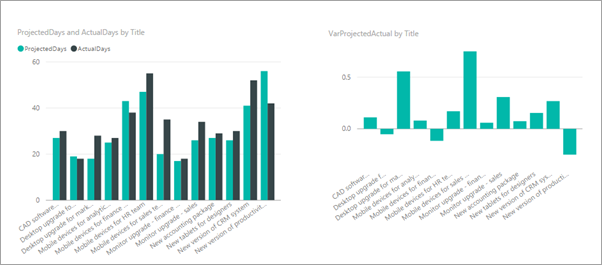 ProjectedDays and ActualDays by Title
ProjectedDays ActualDays
60
40
20
0
CAD software...
Desktop upgrade fo...
Desktop upgrade for mark...
Mobile devices for analytic...
Mobile devices for finance ...
Mobile devices for HR team
Mobile devices for sales te...
Monitor upgrade - finance ...
Monitor upgrade - sales
New accounting package
New tablets for designers
New version of CRM system
New version of productivit...
VarProjectedActual by Title
0.5
0.0
CAD softwar...
Desktop upgrade f...
Desktop upgrade for ma...
Mobile devices for analy...
Mobile devices for finan...
Mobile devices for HR te...
Mobile devices for sales ...
Monitor upgrade - finan...
Monitor upgrade - sales
New accounting package
New tablets for designers
New version of CRM sys...
New version of producti...